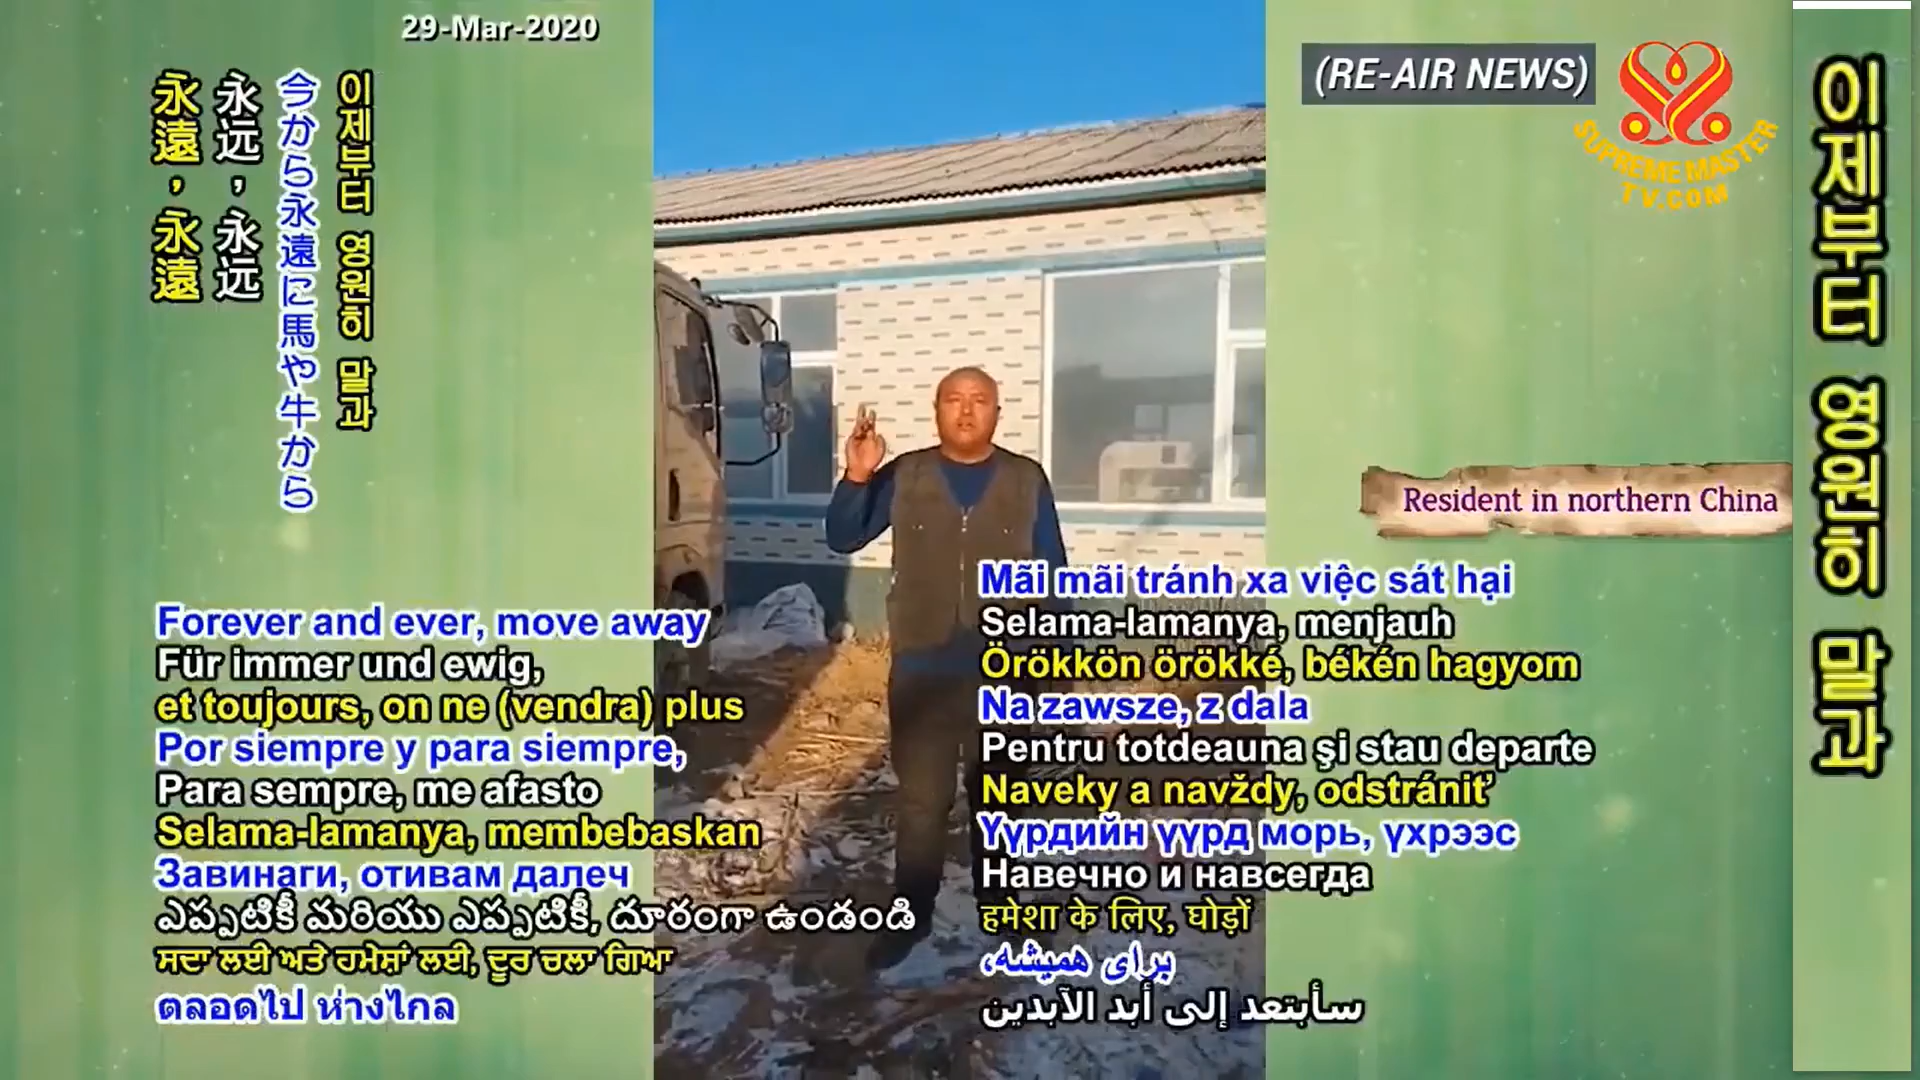 29-Mar-2020
(RE-AIR NEWS)
SUPREME MASTER
TV.COM
이제부터 영원히 말과
今から永遠に馬や牛から
永远，永远
永遠，永遠
이제부터 영원히 말과
Resident in northern China
Forever and ever, move away
Für immer und ewig,
et toujours, on ne (vendra) plus
Por siempre y para siempre,
Para sempre, me afasto
Selama-lamanya, membebaskan
Завинаги, отивам далеч
ఎప్పటికీ మరియు ఎప్పటికీ, దూరంగా ఉండండి
ਸਦਾ ਲਈ ਅਤੇ ਹਮੇਸ਼ਾਂ ਲਈ, ਦੂਰ ਚਲਾ ਗਿਆ
ตลอดไป ห่างไกล
Mãi mãi tránh xa việc sát hại
Selama-lamanya, menjauh
Örökkön örökké, békén hagyom
Na zawsze, z dala
Pentru totdeauna şi stau departe
Naveky a navždy, odstrániť
Үүрдийн үүрд морь, үхрээс
Навечно и навсегда
हमेशा के लिए, घोड़ों
برای همیشه،
سأبتعد إلى أبد الآبدين